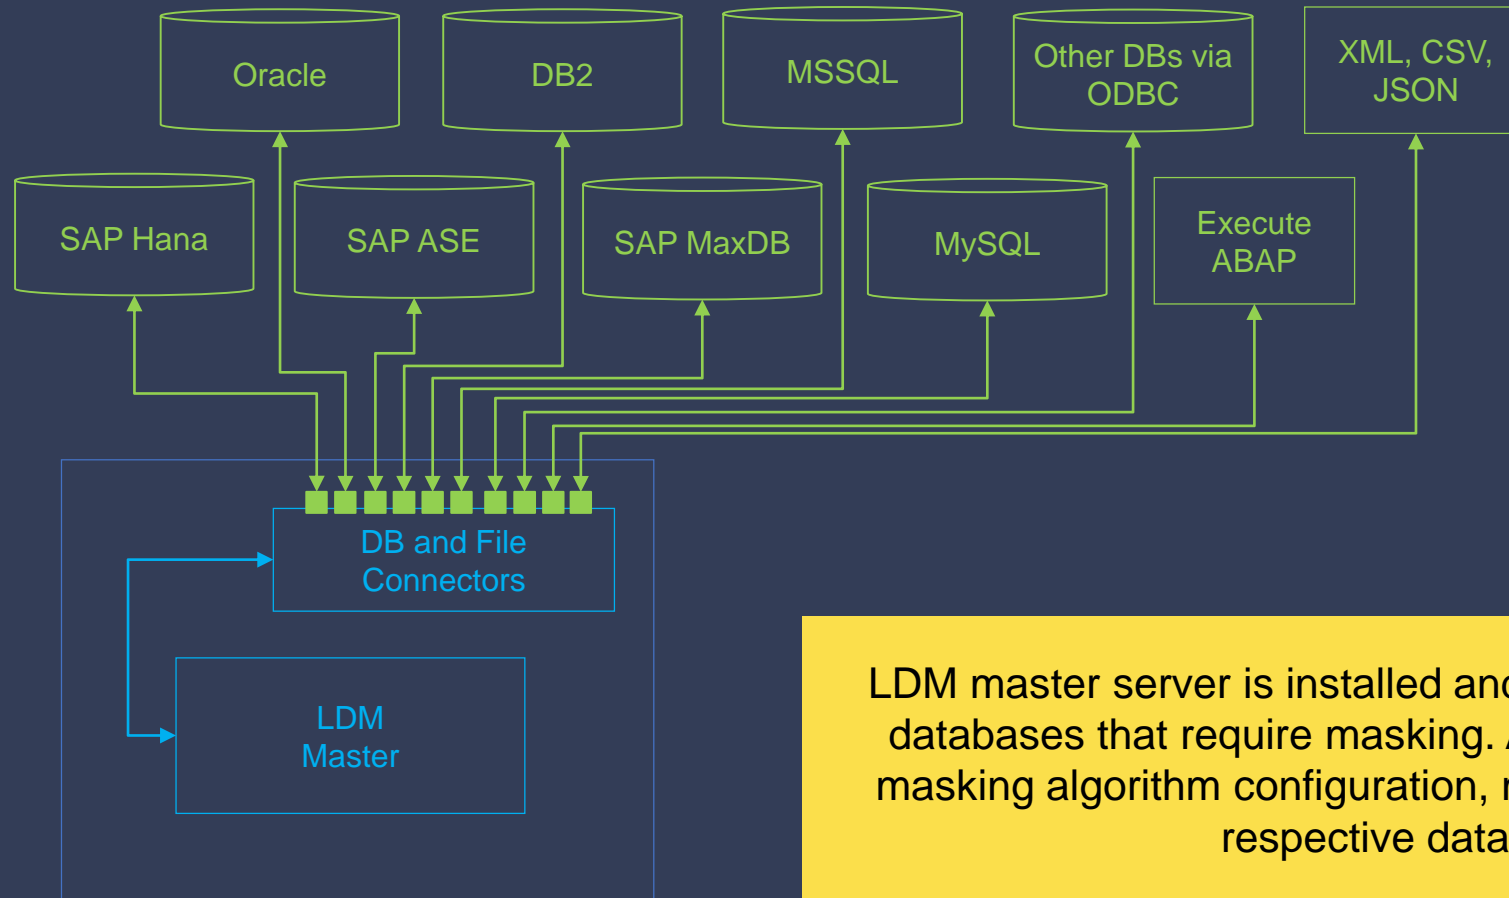 Oracle
DB2
MSSQL
Other DBs via
ODBC
XML, CSV,
JSON
SAP Hana
SAP ASE
SAP MaxDB
MySQL
Execute
ABAP
DB and File
Connectors
LDM
Master
LDM master server is installed
databases that require masking.
masking algorithm configuration,
respective data